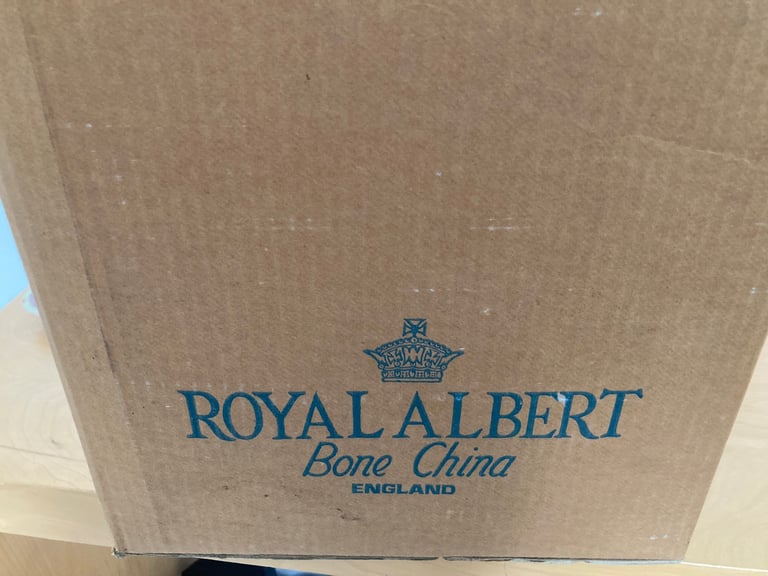 ROYAL ALBERT
Bone China
ENGLAND